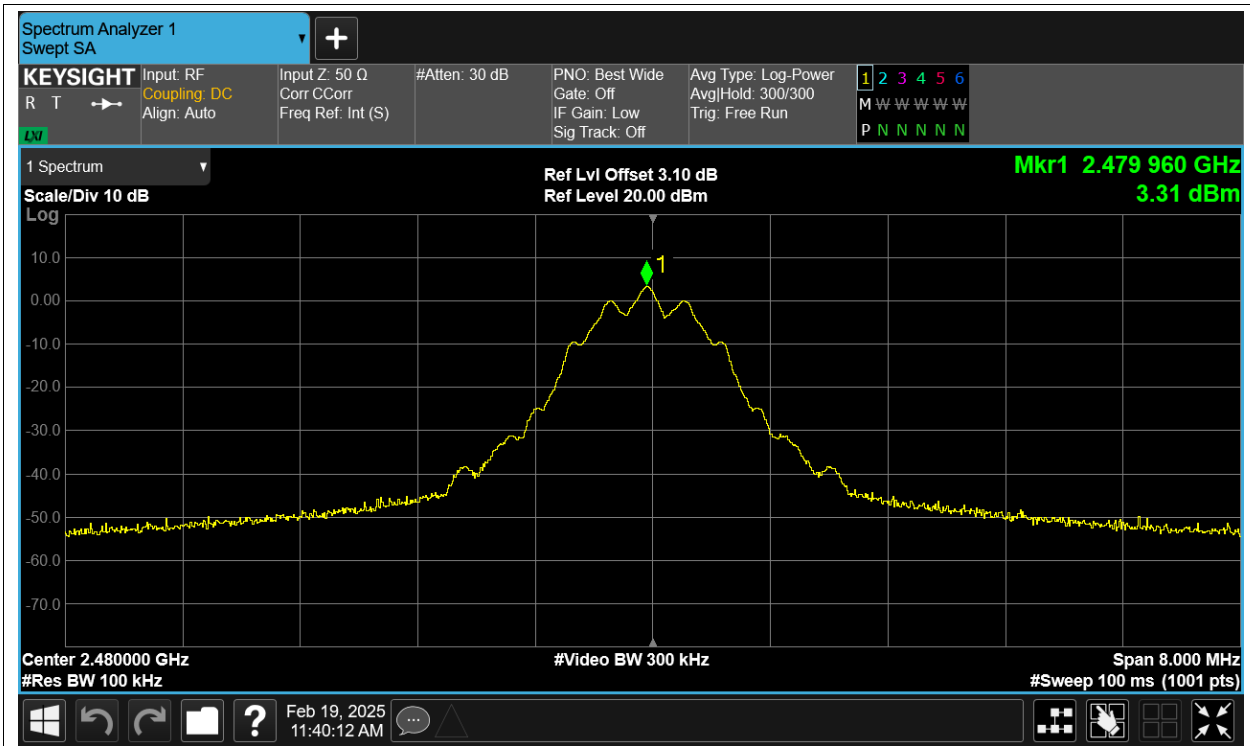 Spectrum Analyzer 1
Swept SA
KEYSIGHT
R T
LXI
Input: RF
Coupling: DC
Align: Auto
Input Z: 50 Ω
Corr CCorr
Freq Ref: Int (S)
#Atten: 30 dB
PNO: Best Wide
Gate: Off
IF Gain: Low
Sig Track: Off
Avg Type: Log-Power
Avg|Hold: 300/300
Trig: Free Run
1 2 3 4 5 6
M W W W W W
P N N N N N
1 Spectrum
Scale/Div 10 dB
Ref Lvl Offset 3.10 dB
Ref Level 20.00 dBm
Mkr1 2.479 960 GHz
3.31 dBm
Log
1
10.0
0.00
-10.0
-20.0
-30.0
-40.0
-50.0
-60.0
-70.0
Center 2.480000 GHz
#Video BW 300 kHz
Span 8.000 MHz
#Res BW 100 kHz
#Sweep 100 ms (1001 pts)
?
Feb 19, 2025
11:40:12 AM